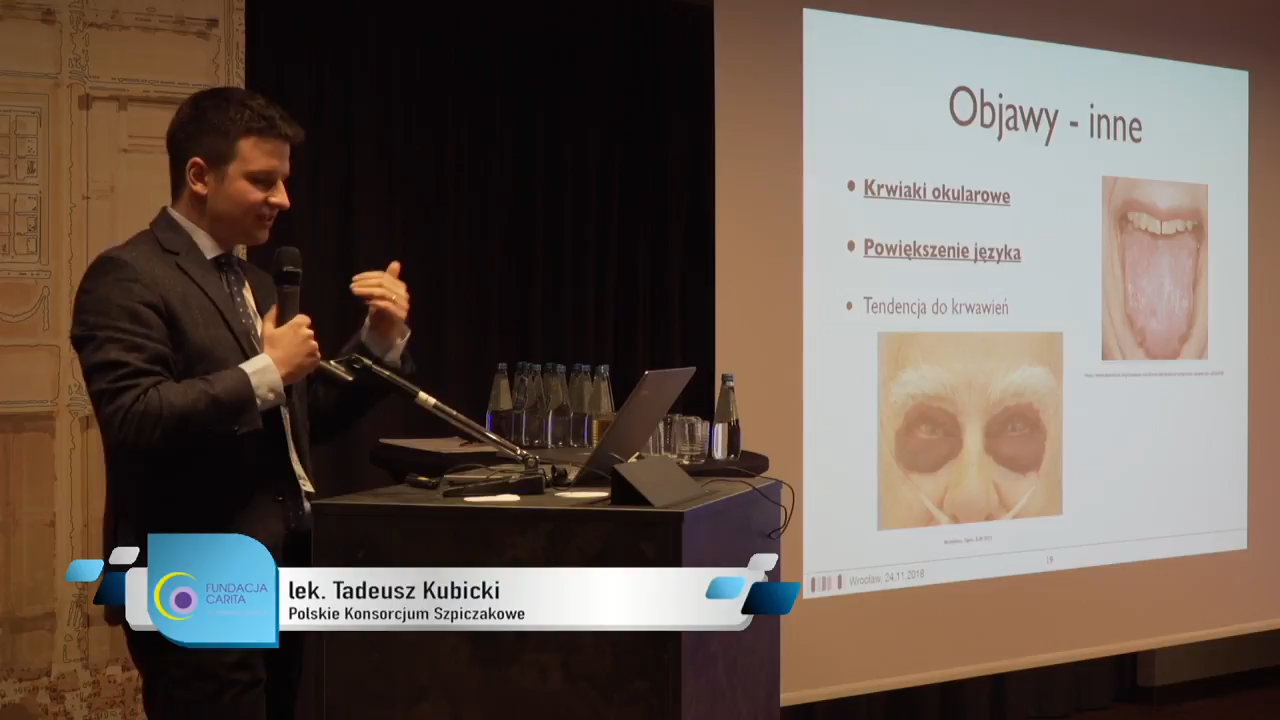 Objawy - inne
• Krwiaki okularowe
• Powiększenie języka
• Tendencja do krwawień
19
Wrocław, 24.11.2018
FUNDACJA
CARITA
lek. Tadeusz Kubicki
Polskie Konsorcjum Szpiczakowe